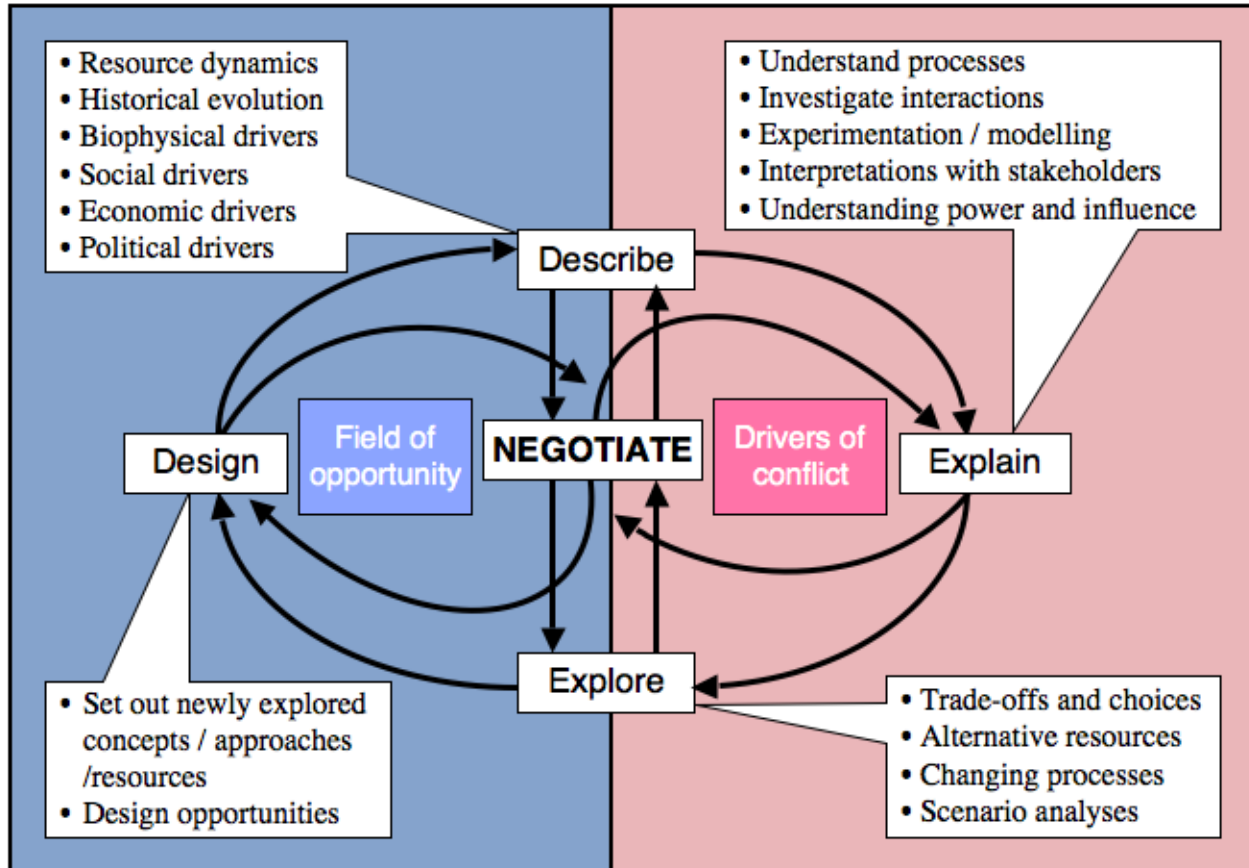 • Resource dynamics
• Historical evolution
• Biophysical drivers
• Social drivers
• Economic drivers
• Political drivers
• Understand processes
• Investigate interactions
• Experimentation / modelling
• Interpretations with stakeholders
• Understanding power and influence
Describe
Design
Field of
opportunity
NEGOTIATE
Drivers of
conflict
Explain
Explore
• Set out newly explored
concepts / approaches
/resources
• Design opportunities
• Trade-offs and choices
• Alternative resources
• Changing processes
• Scenario analyses